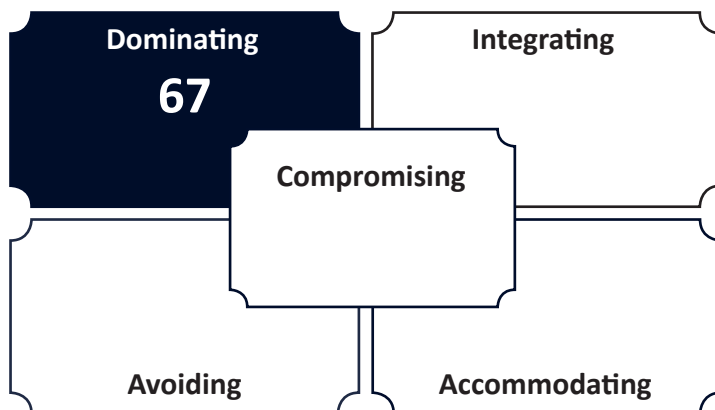 Dominating
67
Integrating
Compromising
Avoiding
Accommodating